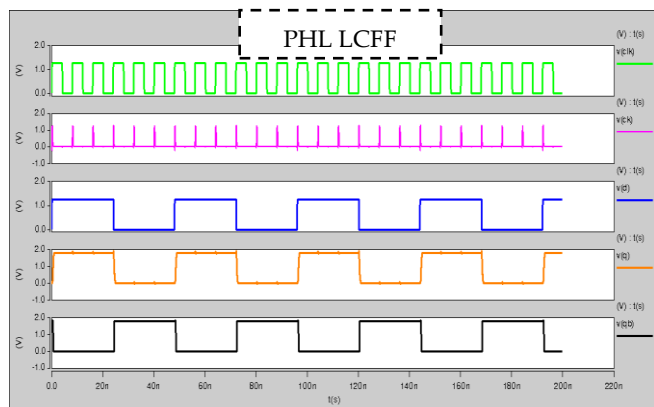 PHL LCFF
(V) : t(s)
v(clk)
(V)
2.0
1.0
0.0
(V) : t(s)
v(ck)
(V)
2.0
1.0
0.0
-1.0
(V) : t(s)
v(d)
(V)
2.0
0.0
(V) : t(s)
v(q)
(V)
2.0
1.0
0.0
-1.0
(V) : t(s)
v(qb)
(V)
2.0
1.0
0.0
-1.0
0.0 20n 40n 60n 80n 100n 120n 140n 160n 180n 200n 220n
t(s)